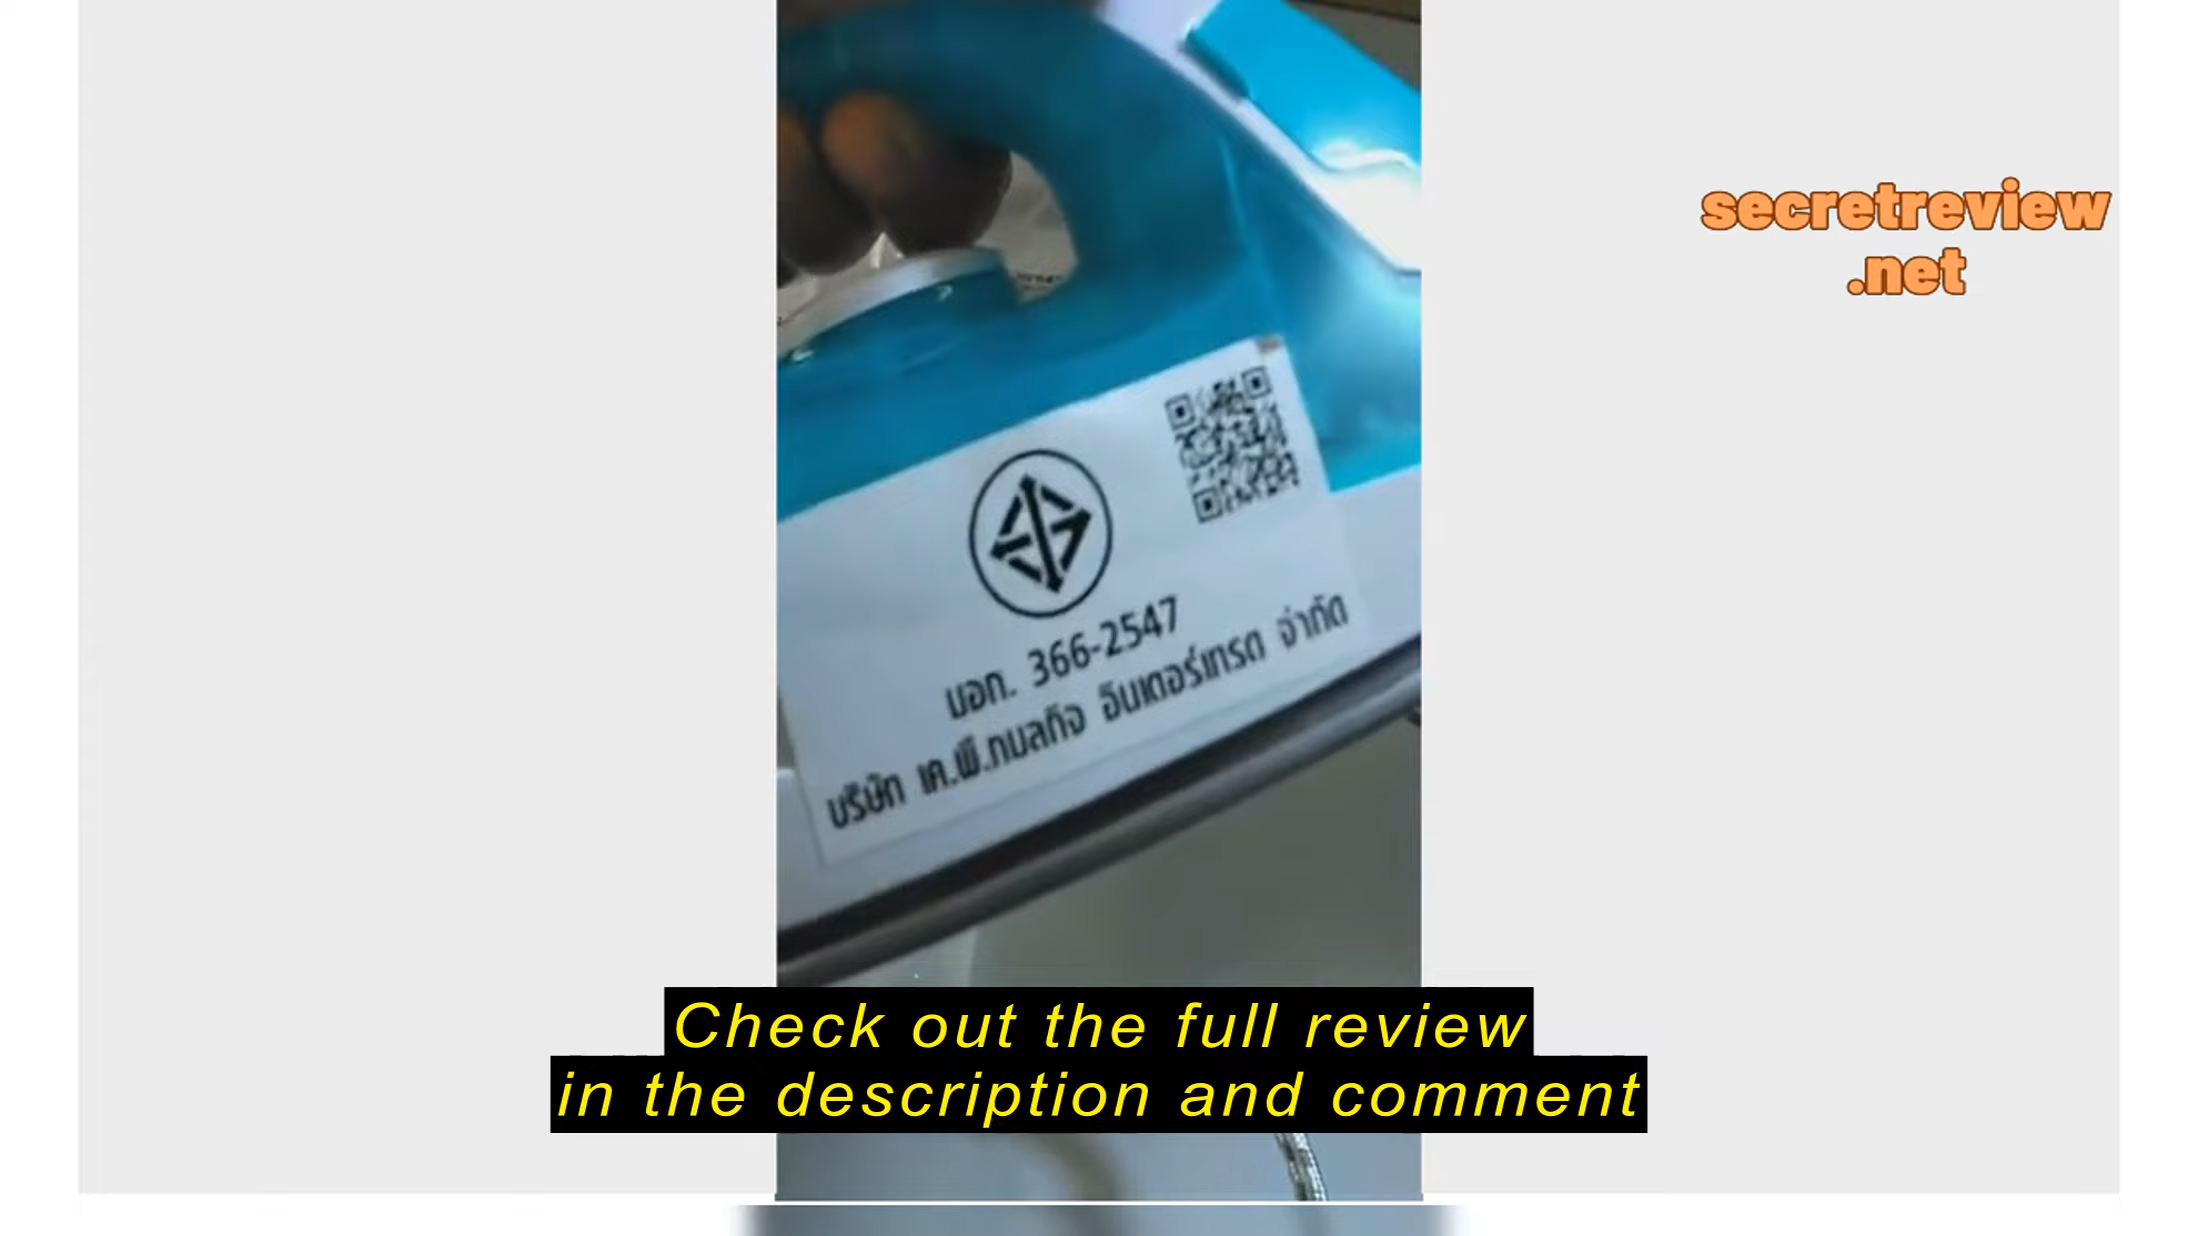 secretreview
.net
มอก. 366-2547
บริษัท เค.พี.กมลกิจ อินเตอร์เทรด จำกัด
Check out the full review
in the description and comment